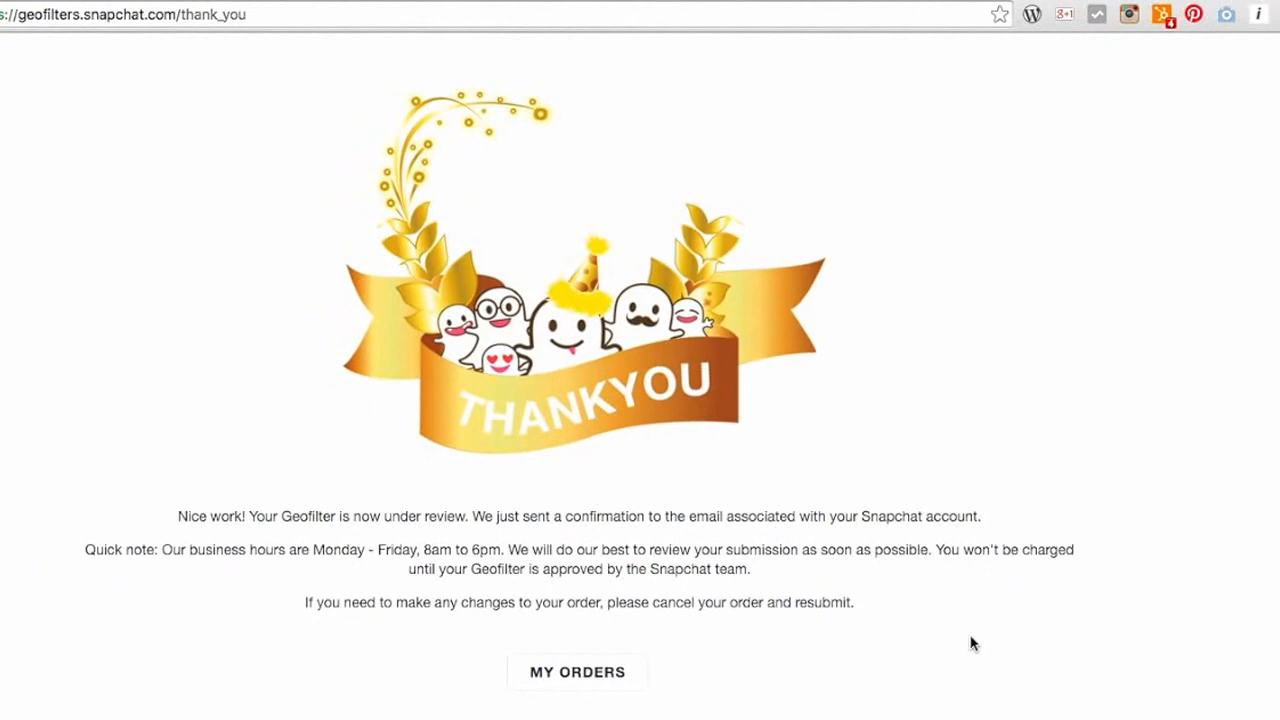 s://geofilters.snapchat.com/thank_you
g+1
4
i
THANKYOU
Nice work! Your Geofilter is now under review. We just sent a confirmation to the email associated with your Snapchat account.
Quick note: Our business hours are Monday - Friday, 8am to 6pm. We will do our best to review your submission as soon as possible. You won't be charged
until your Geofilter is approved by the Snapchat team.
If you need to make any changes to your order, please cancel your order and resubmit.
MY ORDERS